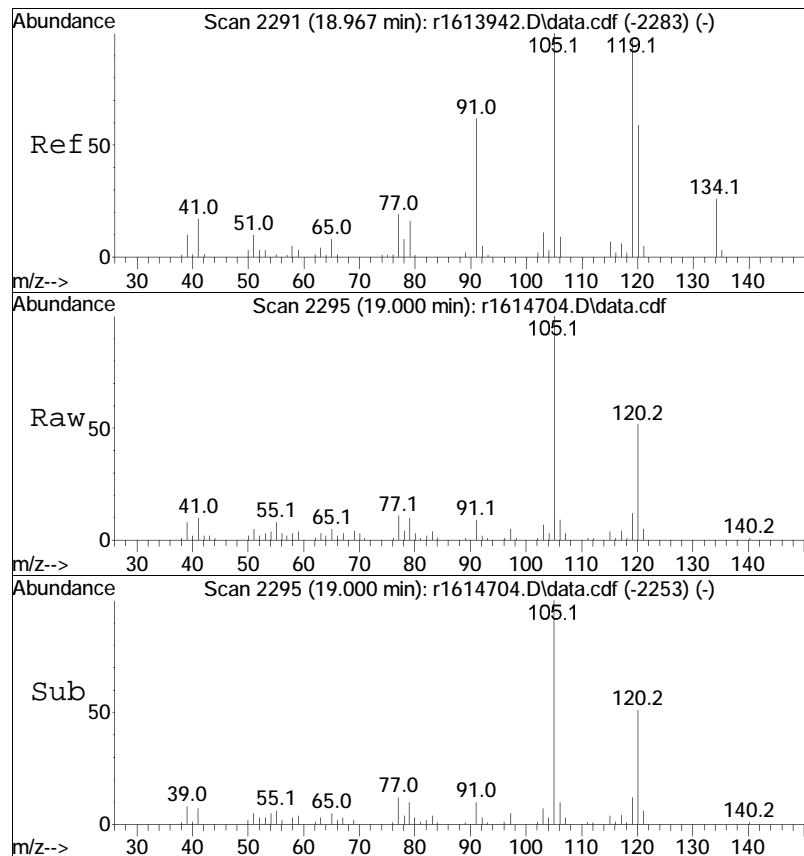 Abundance Scan 2291 (18.967 min): r1613942.D\data.cdf (-2283) (-)
105.1 119.1
91.0
Ref 50
134.1
41.0 51.0 65.0 77.0
0
m/z--> 30 40 50 60 70 80 90 100 110 120 130 140
Abundance Scan 2295 (19.000 min): r1614704.D\data.cdf
105.1
120.2
Raw 50
41.0 55.1 65.1 77.1 91.1 140.2
0
m/z--> 30 40 50 60 70 80 90 100 110 120 130 140
Abundance Scan 2295 (19.000 min): r1614704.D\data.cdf (-2253) (-)
105.1
120.2
Sub 50
39.0 55.1 65.0 77.0 91.0 140.2
0
m/z--> 30 40 50 60 70 80 90 100 110 120 130 140